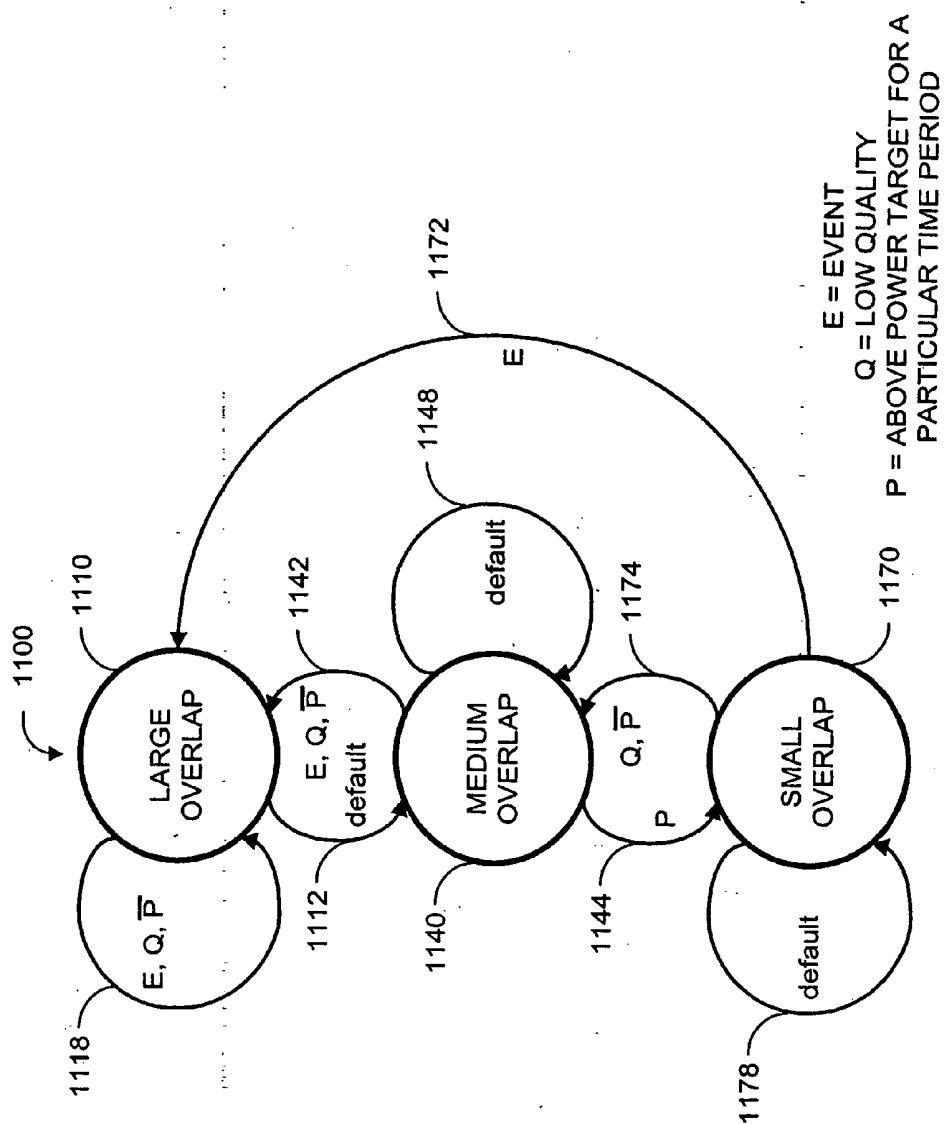 1100
1110
LARGE
OVERLAP
E, Q, P̅
1118
1142
E, Q, P̅
default
1112
1172
E
1148
default
MEDIUM
OVERLAP
1140
1174
Q, P̅
P
1144
1170
SMALL
OVERLAP
default
1178
E = EVENT
Q = LOW QUALITY
P = ABOVE POWER TARGET FOR A
PARTICULAR TIME PERIOD